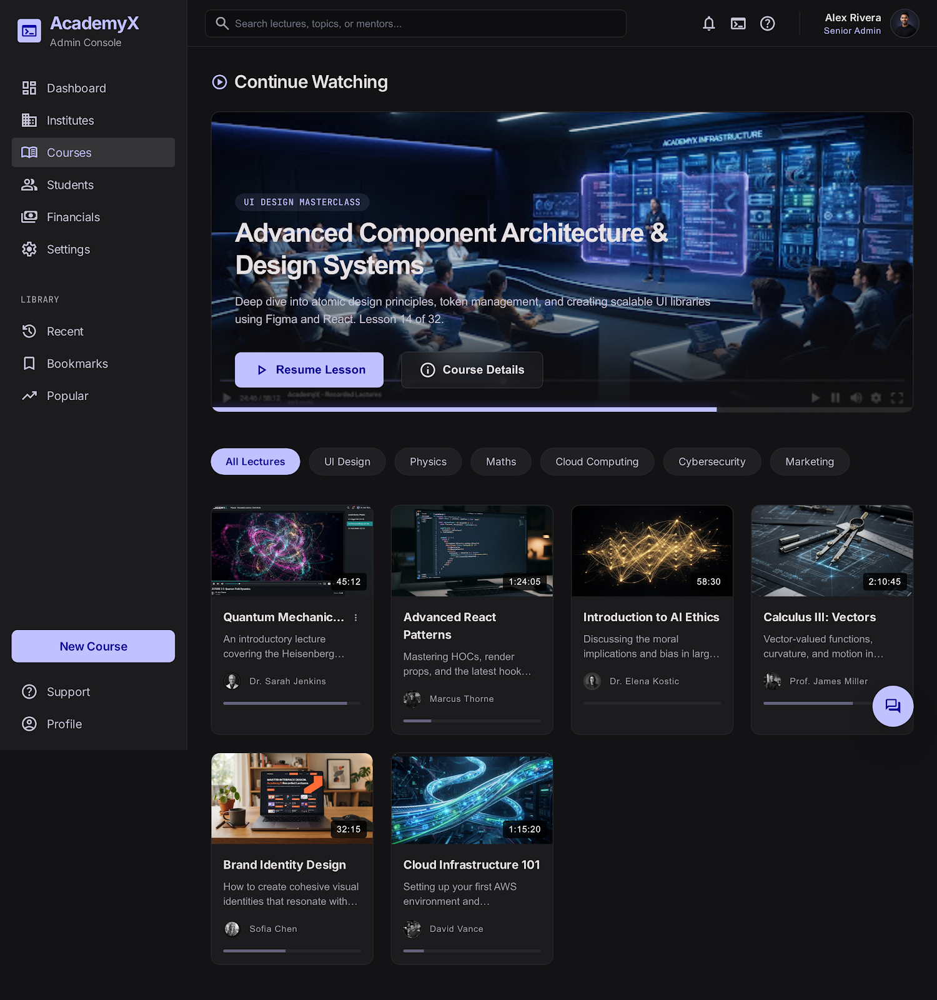 AcademyX
Admin Console
Dashboard
Institutes
Courses
Students
Financials
Settings
LIBRARY
Recent
Bookmarks
Popular
New Course
Support
Profile
Search lectures, topics, or mentors...
Alex Rivera
Senior Admin
Continue Watching
ACADEMYX INFRASTRUCTURE
UI DESIGN MASTERCLASS
Advanced Component Architecture &
Design Systems
Deep dive into atomic design principles, token management, and creating scalable UI libraries
using Figma and React. Lesson 14 of 32.
Resume Lesson
Course Details
24:46 / 58:12
AcademyX - Recorded Lectures
All Lectures
UI Design
Physics
Maths
Cloud Computing
Cybersecurity
Marketing
45:12
Quantum Mechanic...
An introductory lecture
covering the Heisenberg...
Dr. Sarah Jenkins
1:24:05
Advanced React
Patterns
Mastering HOCs, render
props, and the latest hook...
Marcus Thorne
58:30
Introduction to AI Ethics
Discussing the moral
implications and bias in larg...
Dr. Elena Kostic
2:10:45
Calculus III: Vectors
Vector-valued functions,
curvature, and motion in...
Prof. James Miller
MASTER INTERFACE DESIGN.
AcademyX Recorded Lectures.
32:15
Brand Identity Design
How to create cohesive visual
identities that resonate with...
Sofia Chen
1:15:20
Cloud Infrastructure 101
Setting up your first AWS
environment and...
David Vance